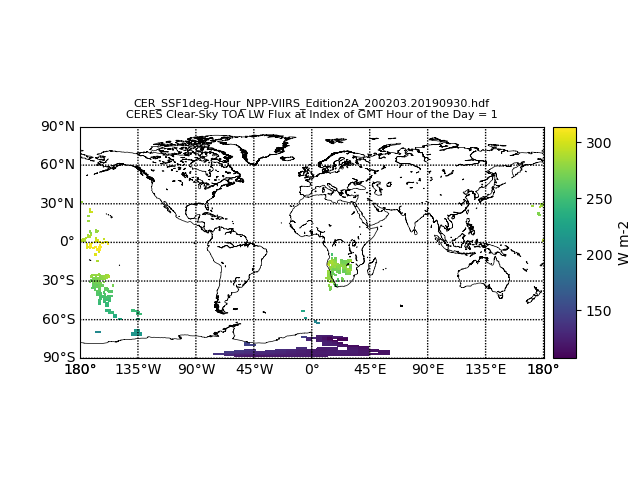 CER_SSF1deg-Hour_NPP-VIIRS_Edition2A_200203.20190930.hdf
CERES Clear-Sky TOA LW Flux at Index of GMT Hour of the Day = 1
90°N
60°N
30°N
0°
30°S
60°S
90°S
180° 135°W 90°W 45°W 0° 45°E 90°E 135°E 180°
300
250
200
150
W m-2